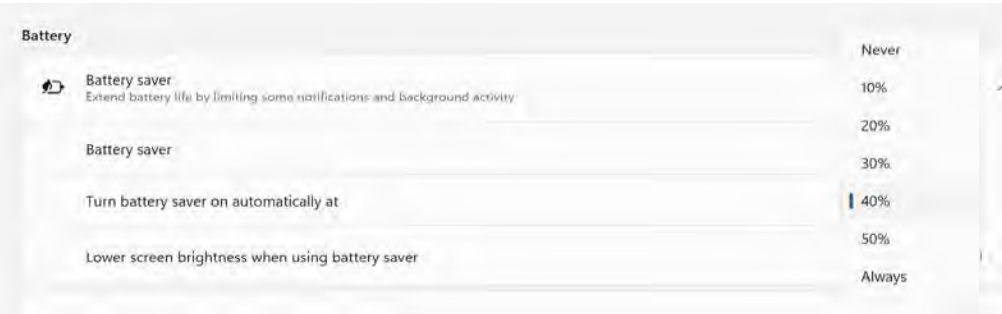 Battery
Battery saver
Extend battery life by limiting some notifications and background activity
Battery saver
Turn battery saver on automatically at
Lower screen brightness when using battery saver
Never
10%
20%
30%
40%
50%
Always